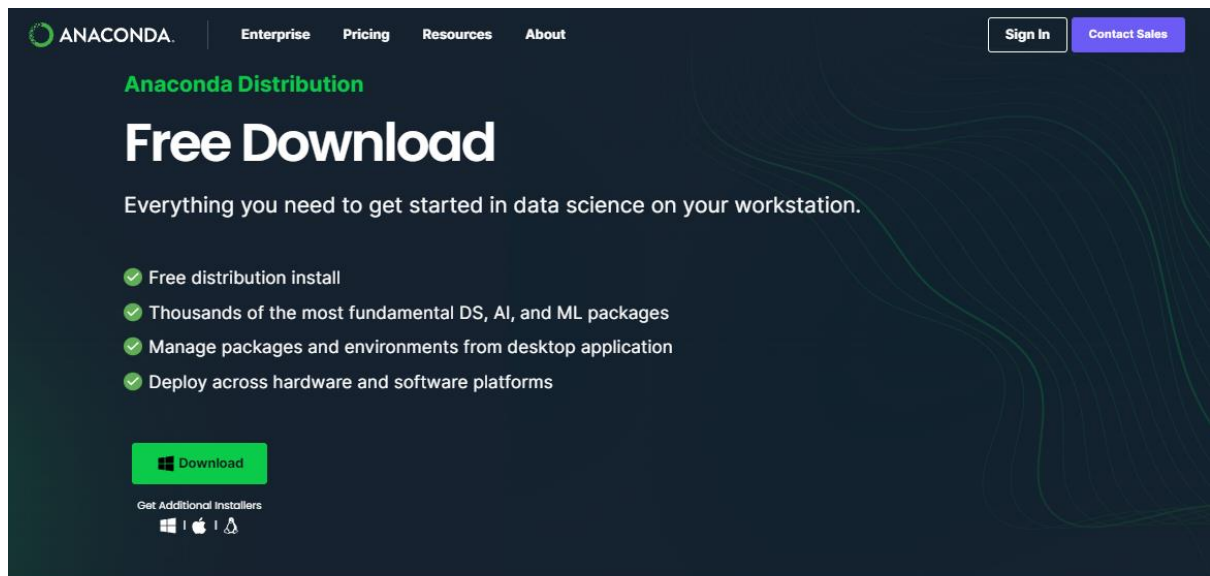 ANACONDA. Enterprise Pricing Resources About Sign In Contact Sales
Anaconda Distribution
Free Download
Everything you need to get started in data science on your workstation.
Free distribution install
Thousands of the most fundamental DS, AI, and ML packages
Manage packages and environments from desktop application
Deploy across hardware and software platforms
Download
Get Additional Installers